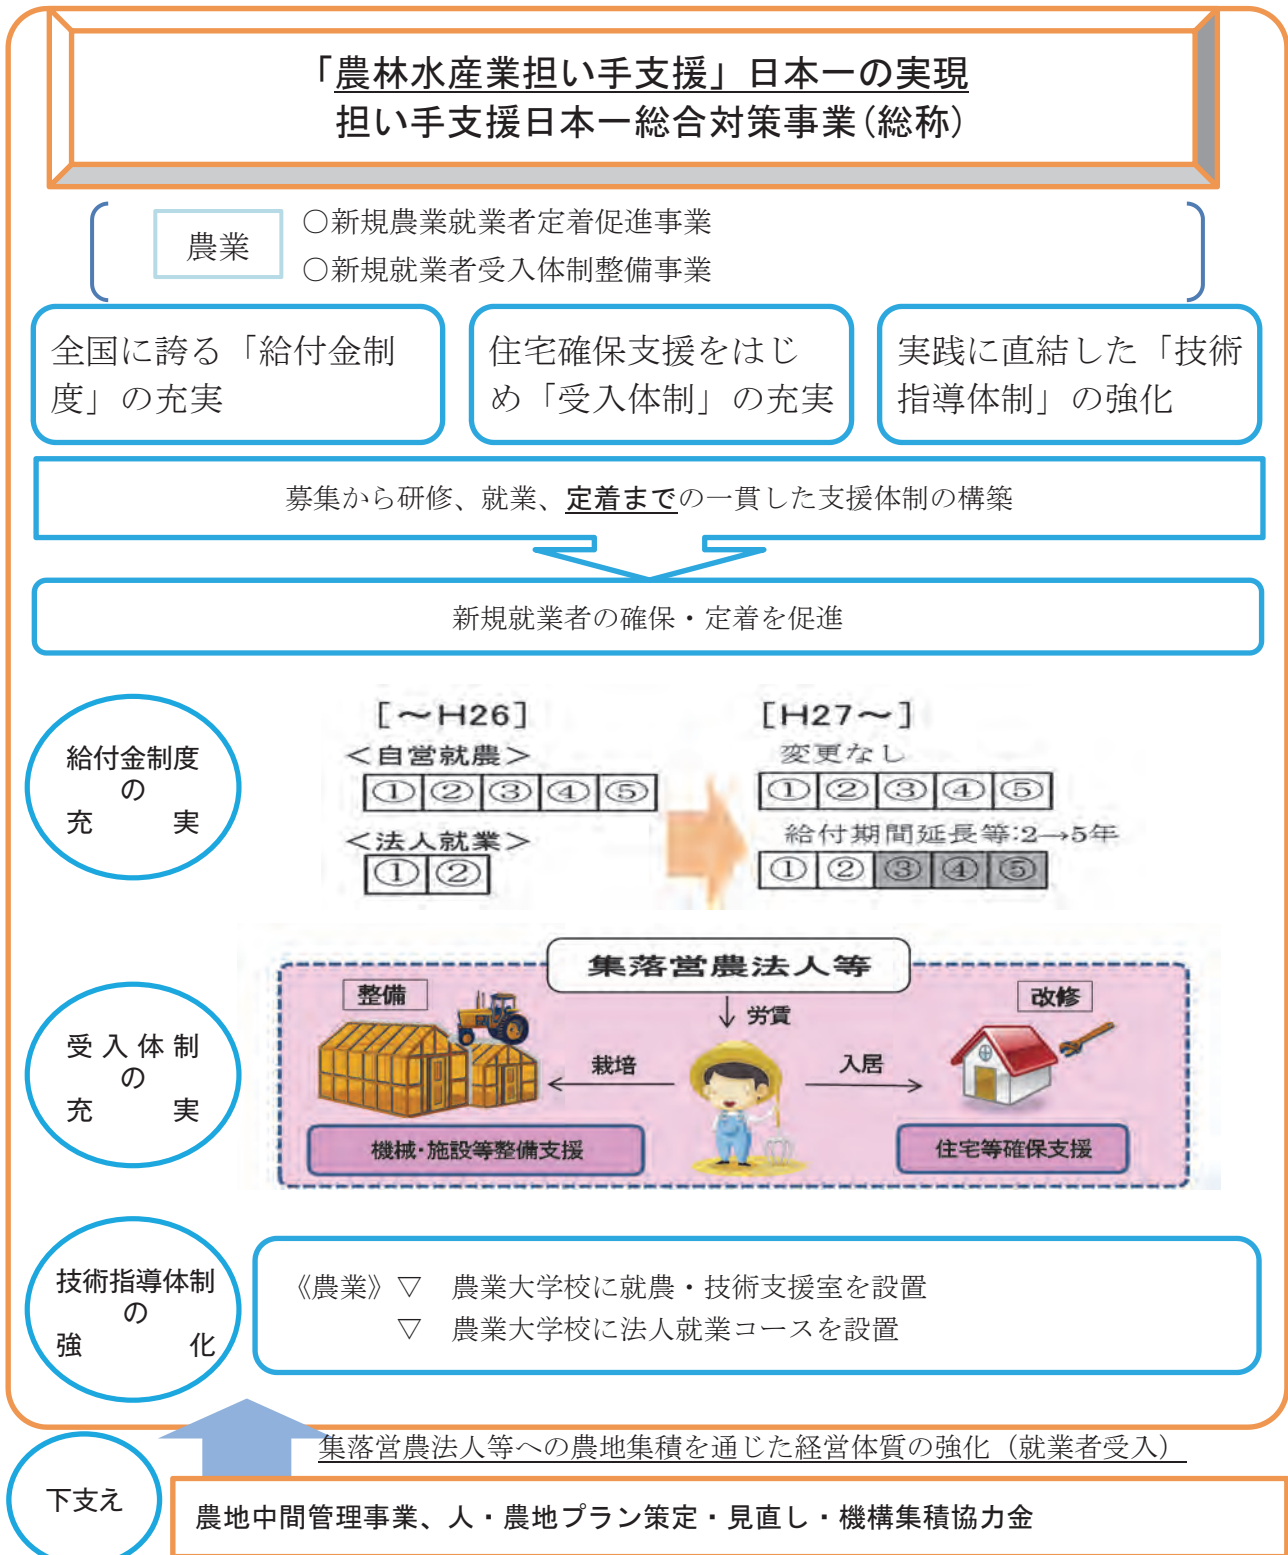 「農林水産業担い手支援」日本一の実現
担い手支援日本一総合対策事業(総称)
農業
○新規農業就業者定着促進事業
○新規就業者受入体制整備事業
全国に誇る「給付金制
度」の充実
住宅確保支援をはじ
め「受入体制」の充実
実践に直結した「技術
指導体制」の強化
募集から研修、就業、定着までの一貫した支援体制の構築
新規就業者の確保・定着を促進
給付金制度
の
充 実
[～H26]
＜自営就農＞
①②③④⑤
＜法人就業＞
①②
[H27～]
変更なし
①②③④⑤
給付期間延長等:2→5年
①②③④⑤
受入体制
の
充 実
集落営農法人等
整備
労賃
改修
栽培
入居
機械・施設等整備支援
住宅等確保支援
技術指導体制
の
強 化
《農業》▽ 農業大学校に就農・技術支援室を設置
▽ 農業大学校に法人就業コースを設置
集落営農法人等への農地集積を通じた経営体質の強化（就業者受入）
下支え
農地中間管理事業、人・農地プラン策定・見直し・機構集積協力金